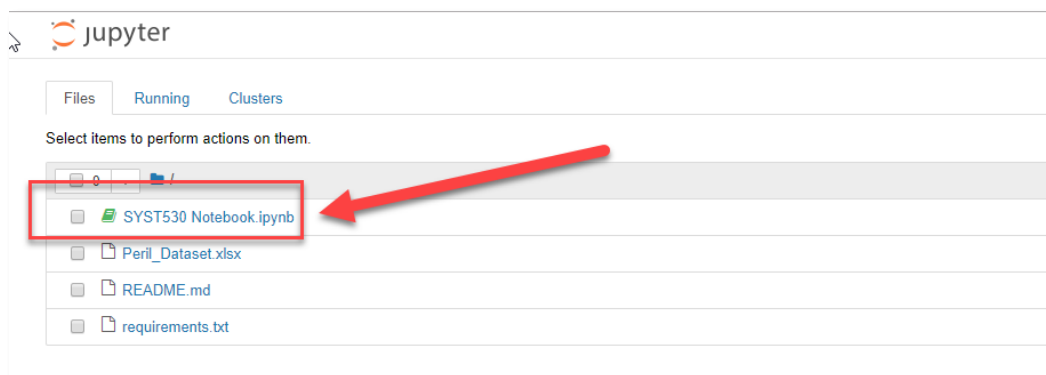 jupyter
Files Running Clusters
Select items to perform actions on them.
0 /
SYST530 Notebook.ipynb
Peril_Dataset.xlsx
README.md
requirements.txt